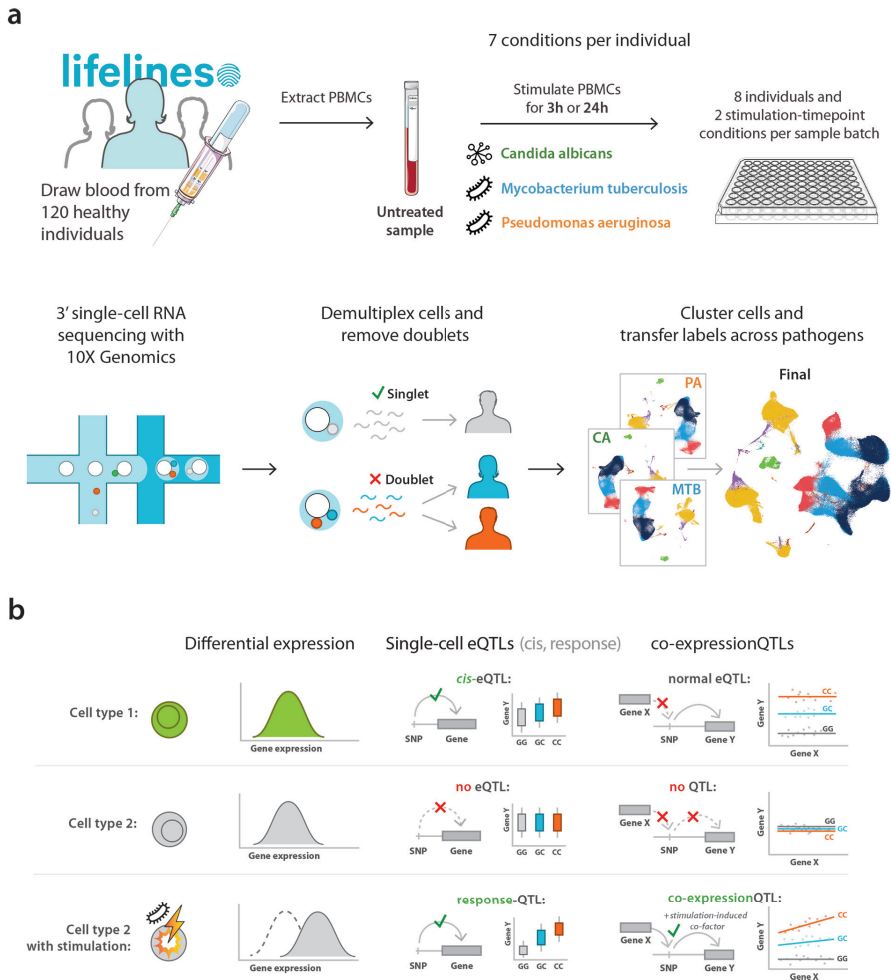 a
lifelines
7 conditions per individual
Extract PBMCs
Stimulate PBMCs
for 3h or 24h
8 individuals and
2 stimulation-timepoint
conditions per sample batch
Candida albicans
Mycobacterium tuberculosis
Pseudomonas aeruginosa
Draw blood from
120 healthy
individuals
Untreated
sample
3' single-cell RNA
sequencing with
10X Genomics
Demultiplex cells and
remove doublets
Cluster cells and
transfer labels across pathogens
Singlet
Doublet
PA
CA
MTB
Final
b
Differential expression
Single-cell eQTLs (cis, response)
co-expressionQTLs
Cell type 1:
Gene expression
cis-eQTL:
SNP
Gene
Gene Y
GG GC CC
normal eQTL:
Gene X
SNP
Gene Y
Gene Y
CC
GC
GG
Gene X
Cell type 2:
Gene expression
no eQTL:
SNP
Gene
Gene Y
GG GC CC
no QTL:
Gene X
SNP
Gene Y
Gene Y
GG
GC
CC
Gene X
Cell type 2
with stimulation:
Gene expression
response-QTL:
SNP
Gene
Gene Y
GG GC CC
co-expressionQTL:
+ stimulation-induced
co-factor
Gene X
SNP
Gene Y
Gene Y
CC
GC
GG
Gene X